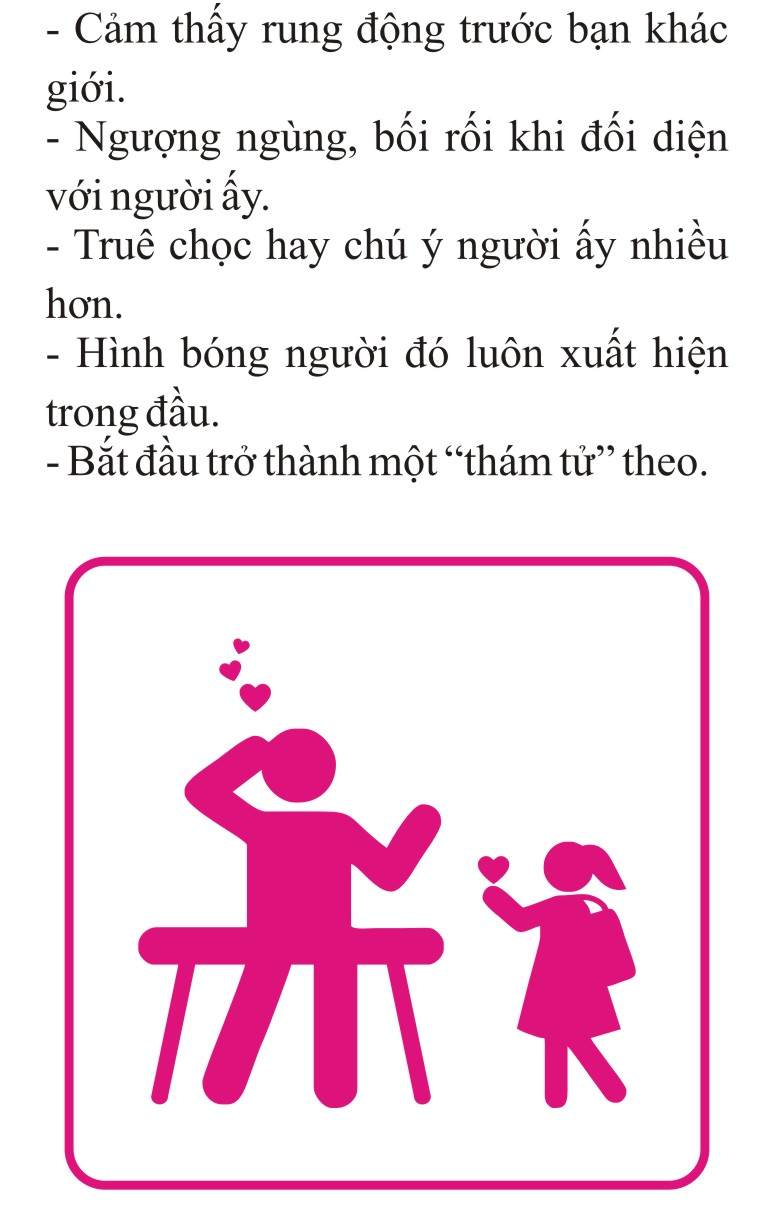 - Cảm thấy rung động trước bạn khác
giới.
- Ngượng ngùng, bối rối khi đối diện
với người ấy.
- Truê chọc hay chú ý người ấy nhiều
hơn.
- Hình bóng người đó luôn xuất hiện
trong đầu.
- Bắt đầu trở thành một “thám tử” theo.